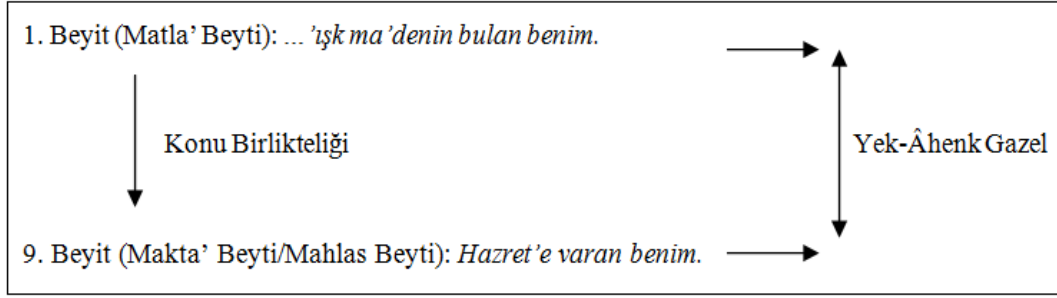 1. Beyit (Matla’ Beyti): ... ’ışk ma’denin bulan benim.
Konu Birlikteliği
Yek-Âhenk Gazel
9. Beyit (Makta’ Beyti/Mahlas Beyti): Hazret’e varan benim.